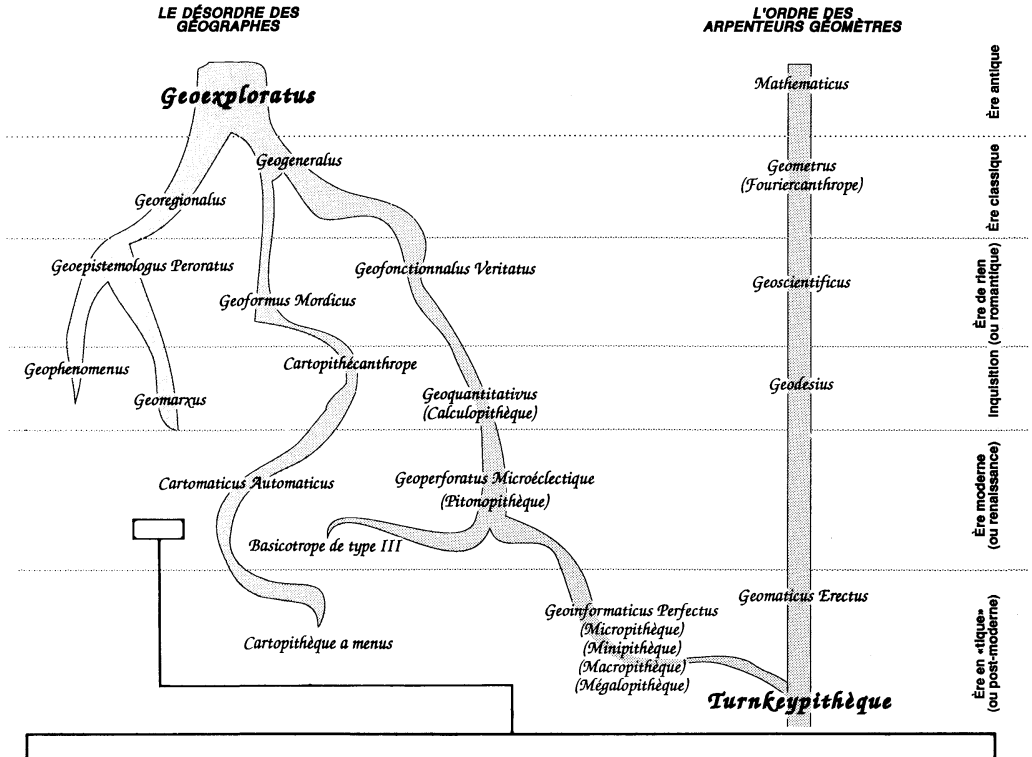 LE DÉSORDRE DES
GÉOGRAPHES
L'ORDRE DES
ARPENTEURS GÉOMÈTRES
Geoexploratus
Mathematicus
Ère antique
Geogeneralus
Georegionalus
Geometrus
(Fouriercanthrope)
Ère classique
Geoepistemologus Peroratus
Geofonctionnalus Veritatus
Geoformus Mordicus
Geoscientificus
Ère de rien
(ou romantique)
Cartopithécanthrope
Geophenomenus
Geomarxus
Geoquantitativus
(Calculopithèque)
Geodesius
Inquisition
Cartomaticus Automaticus
Geoperforatus Microéclectique
(Pitonopithèque)
Basicotrope de type III
Ère moderne
(ou renaissance)
Geoinformaticus Perfectus
(Micropithèque)
(Minipithèque)
(Macropithèque)
(Mégalopithèque)
Geomaticus Erectus
Cartopithèque a menus
Turnkeypithèque
Ère en «tique»
(ou post-moderne)